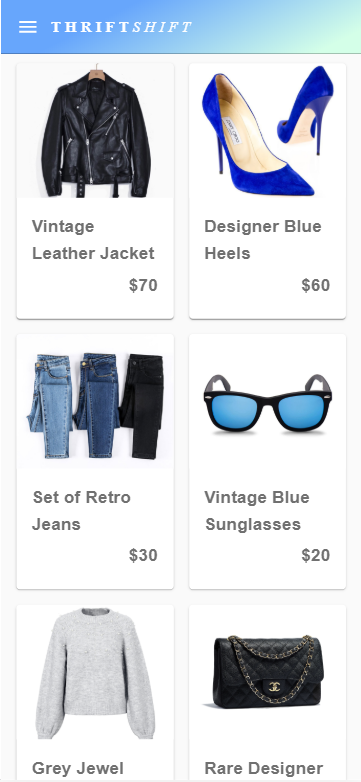 THRIFTSHIFT
Vintage
Leather Jacket
$70
Designer Blue
Heels
$60
Set of Retro
Jeans
$30
Vintage Blue
Sunglasses
$20
Grey Jewel
Rare Designer